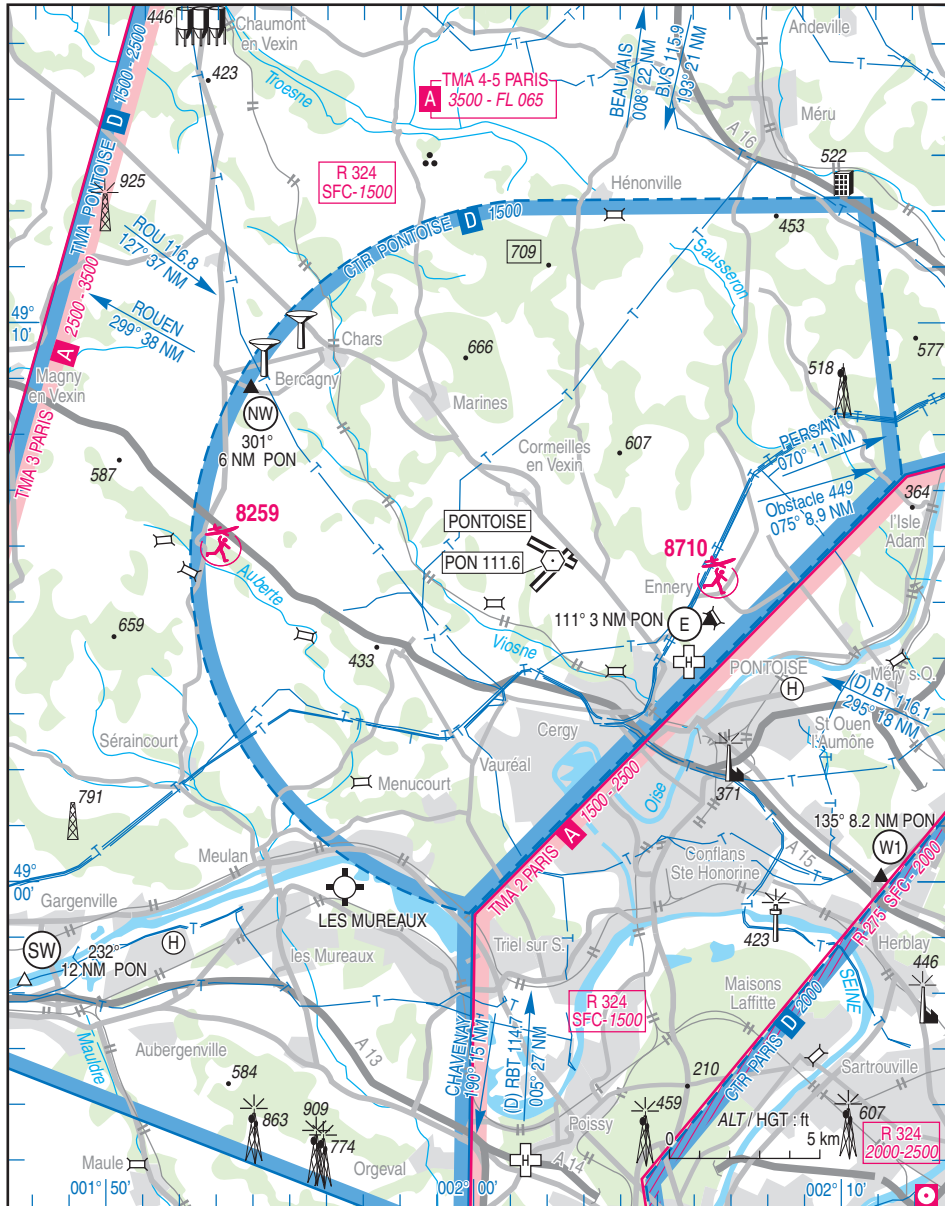 446
Chaumont
en Vexin
423
Troesne
TMA PONTOISE D 1500 - 2500
925
A 2500 - 3500
TMA 3 PARIS
TMA 4-5 PARIS
A 3500 - FL 065
BEAUVAIS
008° 22 NM
BVS 115.9
193° 21 NM
Andeville
Méru
A 16
522
R 324
SFC-1500
Hénonville
CTR PONTOISE D 1500
453
709
Sausseron
ROU 116.8
127° 37 NM
ROUEN
299° 38 NM
49°
10'
Magny
en Vexin
Chars
Bercagny
NW
301°
6 NM PON
666
Marines
577
518
587
Cormeilles
en Vexin
607
PERSAN
070° 11 NM
Obstacle 449
075° 8.9 NM
364
l'Isle
Adam
8259
PONTOISE
PON 111.6
8710
Ennery
Auberte
111° 3 NM PON
E
659
433
Viosne
PONTOISE
H
Méry s.O.
(D) BT 116.1
295° 18 NM
Cergy
St Ouen
l'Aumône
Séraincourt
Vauréal
Menucourt
Oise
371
791
TMA 2 PARIS A 1500 - 2500
135° 8.2 NM PON
W1
A 15
49°
00'
Meulan
Gargenville
LES MUREAUX
Conflans
Ste Honorine
SW
232°
12 NM PON
H
les Mureaux
Triel sur S.
423
R 275 SFC - 2000
Herblay
446
SEINE
Maisons
Laffitte
R 324
SFC-1500
CTR PARIS D 2000
Mauldre
Aubergenville
A 13
CHAVENAY
190° 15 NM
(D) RBT 114.7
005° 27 NM
584
210
Sartrouville
863
909
774
Poissy
459
ALT / HGT : ft
0
5 km
607
R 324
2000-2500
Maule
Orgeval
A 14
001° 50'
002° 00'
002° 10'